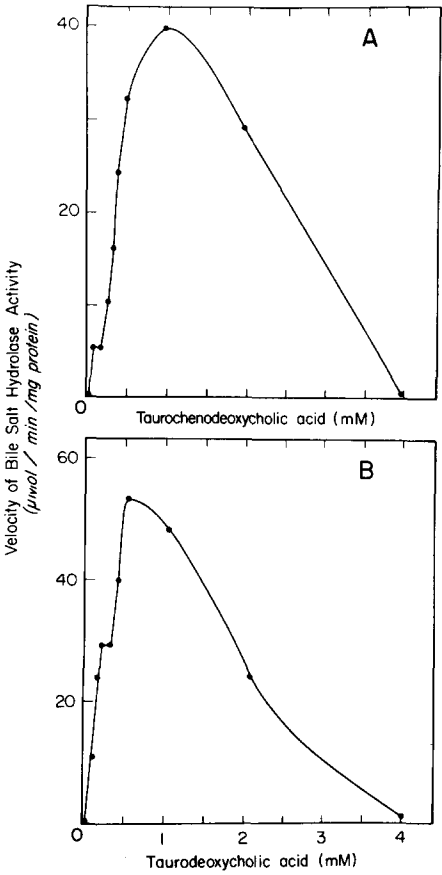 40
A
20
0
Taurochenodeoxycholic acid (mM)
Velocity of Bile Salt Hydrolase Activity
(μmol / min /mg protein)
60
B
40
20
0 1 2 3 4
Taurodeoxycholic acid (mM)